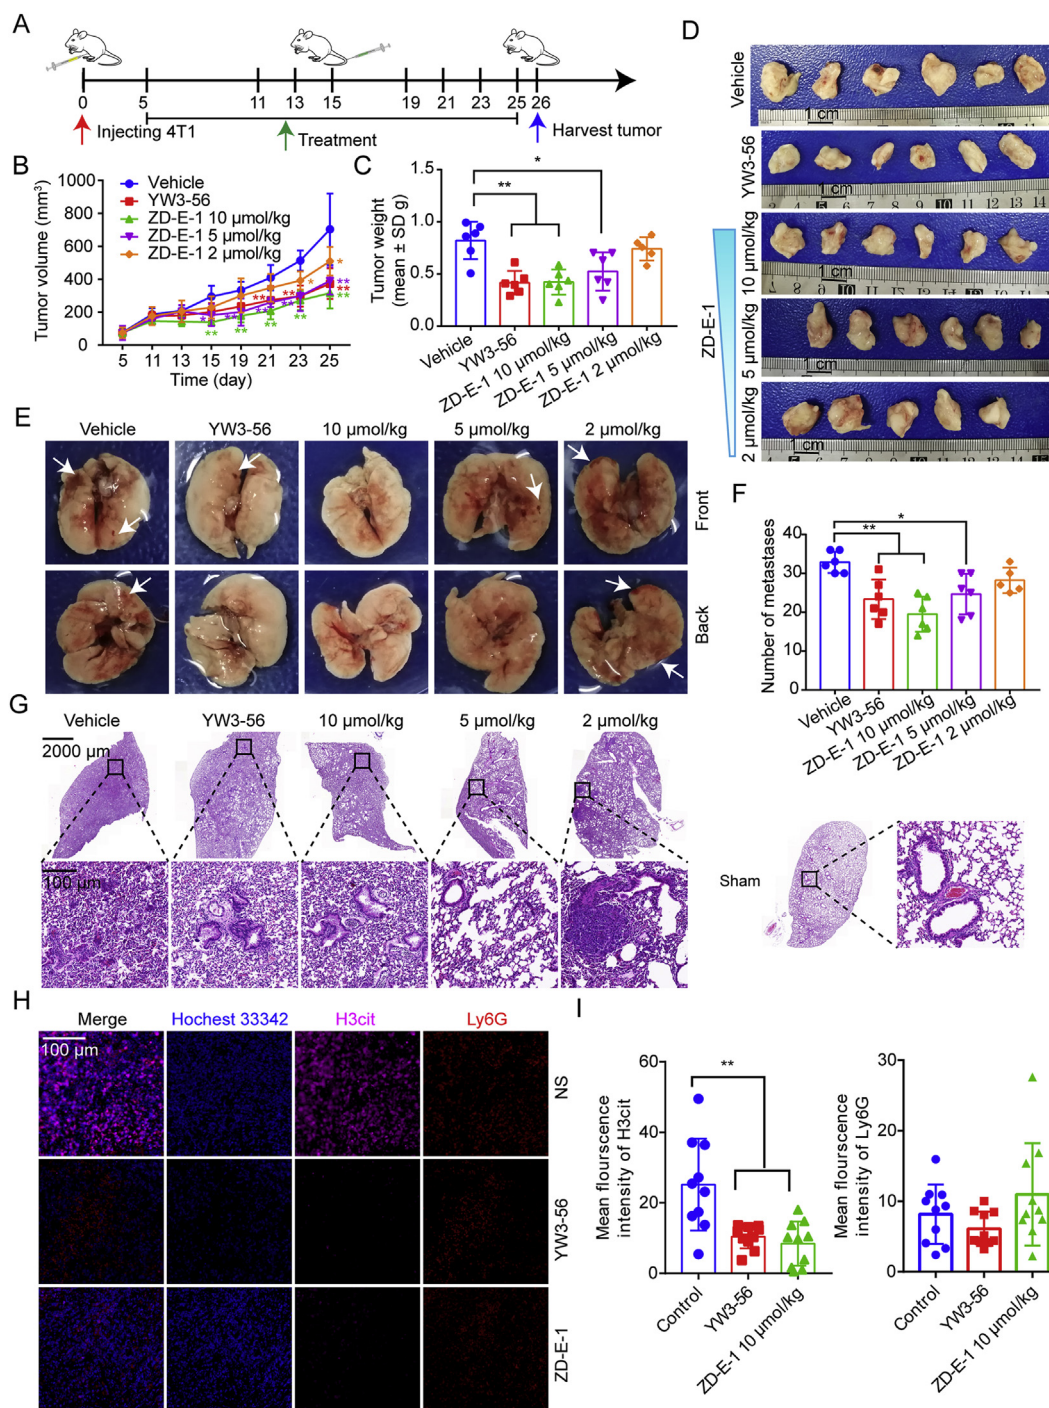 A
0 5 11 13 15 19 21 23 25 26
Injecting 4T1
Treatment
Harvest tumor
B
Tumor volume (mm³)
1000
800
600
400
200
0
Vehicle
YW3-56
ZD-E-1 10 μmol/kg
ZD-E-1 5 μmol/kg
ZD-E-1 2 μmol/kg
* ** ** **
* * ** ** ** ** ** ** **
5 11 13 15 19 21 23 25
Time (day)
C
Tumor weight
(mean ± SD g)
1.5
1.0
0.5
0.0
*
**
Vehicle
YW3-56
ZD-E-1 10 μmol/kg
ZD-E-1 5 μmol/kg
ZD-E-1 2 μmol/kg
D
Vehicle
1 cm
YW3-56
1 cm
10 μmol/kg
1 cm
5 μmol/kg
1 cm
2 μmol/kg
1 cm
ZD-E-1
E
Vehicle YW3-56 10 μmol/kg 5 μmol/kg 2 μmol/kg
Front
Back
F
Number of metastases
40
30
20
10
0
*
**
Vehicle
YW3-56
ZD-E-1 10 μmol/kg
ZD-E-1 5 μmol/kg
ZD-E-1 2 μmol/kg
G
Vehicle YW3-56 10 μmol/kg 5 μmol/kg 2 μmol/kg
2000 μm
100 μm
Sham
H
Merge Hochest 33342 H3cit Ly6G
100 μm
NS
YW3-56
ZD-E-1
I
Mean flourscence
intensity of H3cit
60
40
20
0
**
Control
YW3-56
ZD-E-1 10 μmol/kg
Mean flourscence
intensity of Ly6G
30
20
10
0
Control
YW3-56
ZD-E-1 10 μmol/kg